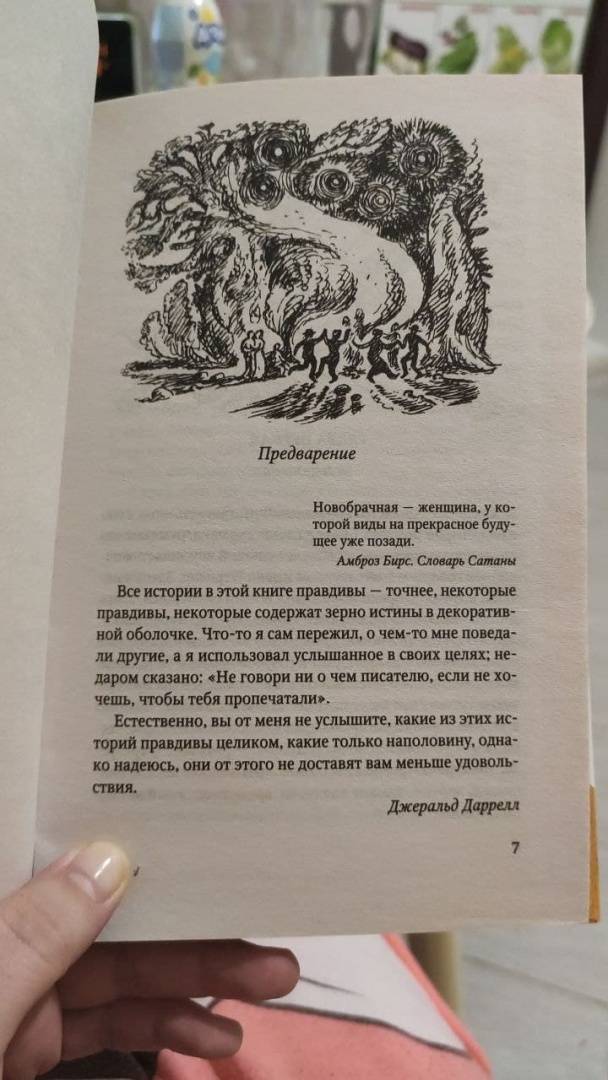 Предварение
Новобрачная — женщина, у ко-
торой виды на прекрасное буду-
щее уже позади.
Амброз Бирс. Словарь Сатаны
Все истории в этой книге правдивы — точнее, некоторые
правдивы, некоторые содержат зерно истины в декоратив-
ной оболочке. Что-то я сам пережил, о чем-то мне поведа-
ли другие, а я использовал услышанное в своих целях; не-
даром сказано: «Не говори ни о чем писателю, если не хо-
чешь, чтобы тебя пропечатали».
Естественно, вы от меня не услышите, какие из этих ис-
торий правдивы целиком, какие только наполовину, одна-
ко надеюсь, они от этого не доставят вам меньше удоволь-
ствия.
Джеральд Даррелл
7